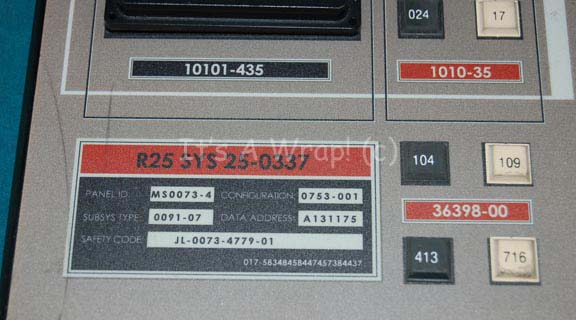 024
17
10101-435
1010-35
It's A Wrap! (c)
R25 SYS 25-0337
104
109
PANEL ID: MS0073-4 CONFIGURATION: 0753-001
SUBSYS TYPE: 0091-07 DATA ADDRESS: A131175
SAFETY CODE: JL-0073-4779-01
017-58348458447457384437
36398-00
413
716